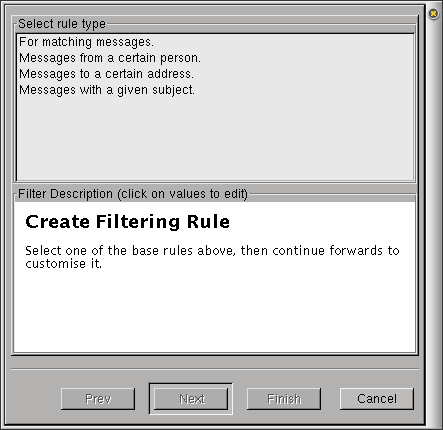 Select rule type
For matching messages.
Messages from a certain person.
Messages to a certain address.
Messages with a given subject.
Filter Description (click on values to edit)
Create Filtering Rule
Select one of the base rules above, then continue forwards to
customise it.
Prev
Next
Finish
Cancel